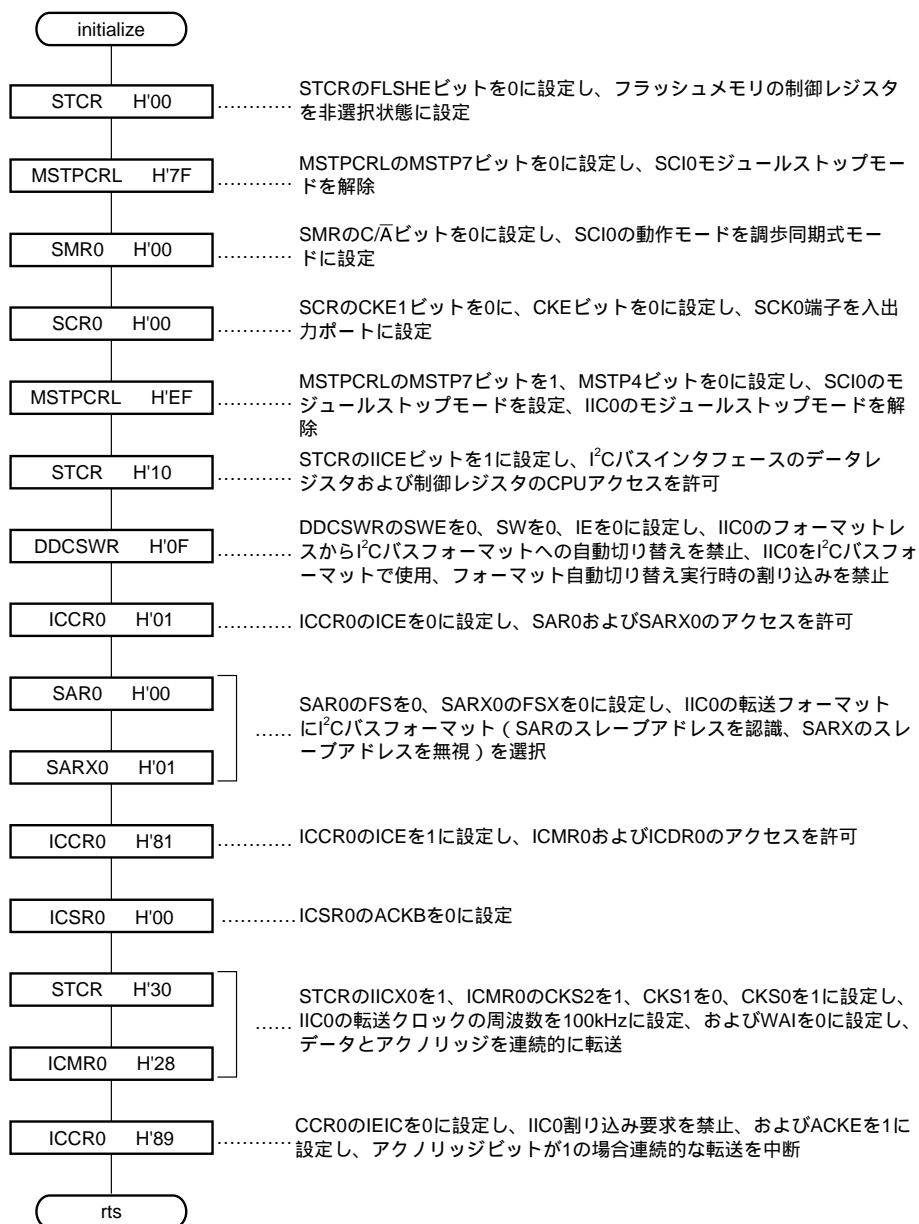 initialize
STCR H'00
............ STCRのFLSHEビットを0に設定し、フラッシュメモリの制御レジスタ
を非選択状態に設定
MSTPCRL H'7F
............ MSTPCRLのMSTP7ビットを0に設定し、SCI0モジュールストップモー
ドを解除
SMR0 H'00
............ SMRのC/A̅ビットを0に設定し、SCI0の動作モードを調歩同期式モー
ドに設定
SCR0 H'00
............ SCRのCKE1ビットを0に、CKEビットを0に設定し、SCK0端子を入出
力ポートに設定
MSTPCRL H'EF
............ MSTPCRLのMSTP7ビットを1、MSTP4ビットを0に設定し、SCI0のモ
ジュールストップモードを設定、IIC0のモジュールストップモードを解
除
STCR H'10
............ STCRのIICEビットを1に設定し、I²Cバスインタフェースのデータレ
ジスタおよび制御レジスタのCPUアクセスを許可
DDCSWR H'0F
............ DDCSWRのSWEを0、SWを0、IEを0に設定し、IIC0のフォーマットレ
スからI²Cバスフォーマットへの自動切り替えを禁止、IIC0をI²Cバスフォ
ーマットで使用、フォーマット自動切り替え実行時の割り込みを禁止
ICCR0 H'01
............ ICCR0のICEを0に設定し、SAR0およびSARX0のアクセスを許可
SAR0 H'00
SARX0 H'01
...... SAR0のFSを0、SARX0のFSXを0に設定し、IIC0の転送フォーマット
にI²Cバスフォーマット(SARのスレーブアドレスを認識、SARXのスレ
ーブアドレスを無視)を選択
ICCR0 H'81
............ ICCR0のICEを1に設定し、ICMR0およびICDR0のアクセスを許可
ICSR0 H'00
............ ICSR0のACKBを0に設定
STCR H'30
ICMR0 H'28
...... STCRのIICX0を1、ICMR0のCKS2を1、CKS1を0、CKS0を1に設定し、
IIC0の転送クロックの周波数を100kHzに設定、およびWAIを0に設定し、
データとアクノリッジを連続的に転送
ICCR0 H'89
............ CCR0のIEICを0に設定し、IIC0割り込み要求を禁止、およびACKEを1に
設定し、アクノリッジビットが1の場合連続的な転送を中断
rts